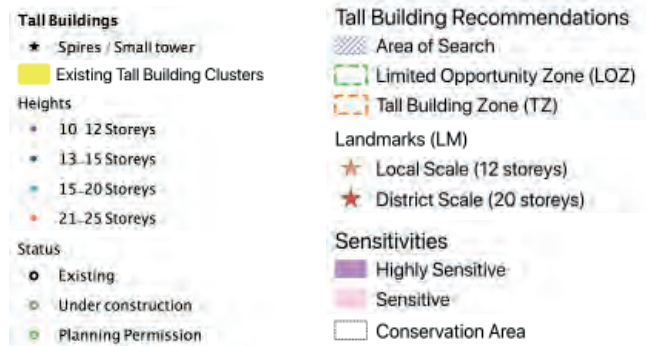 Tall Buildings
Spires / Small tower
Existing Tall Building Clusters
Heights
10-12 Storeys
13-15 Storeys
15-20 Storeys
21-25 Storeys
Status
Existing
Under construction
Planning Permission
Tall Building Recommendations
Area of Search
Limited Opportunity Zone (LOZ)
Tall Building Zone (TZ)
Landmarks (LM)
Local Scale (12 storeys)
District Scale (20 storeys)
Sensitivities
Highly Sensitive
Sensitive
Conservation Area